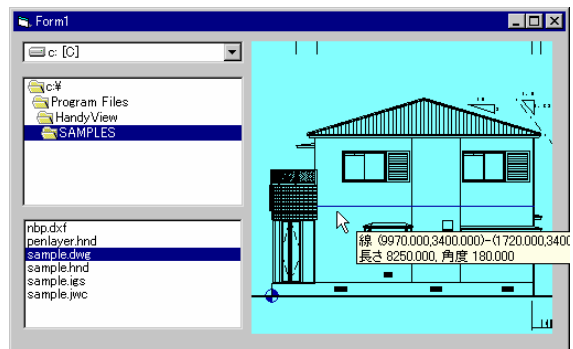 Form1
c: [C]
c:¥
Program Files
HandyView
SAMPLES
nbp.dxf
penlayer.hnd
sample.dwg
sample.hnd
sample.igs
sample.jwc
線 (9970.000,3400.000)-(1720.000,3400
長さ 8250.000, 角度 180.000